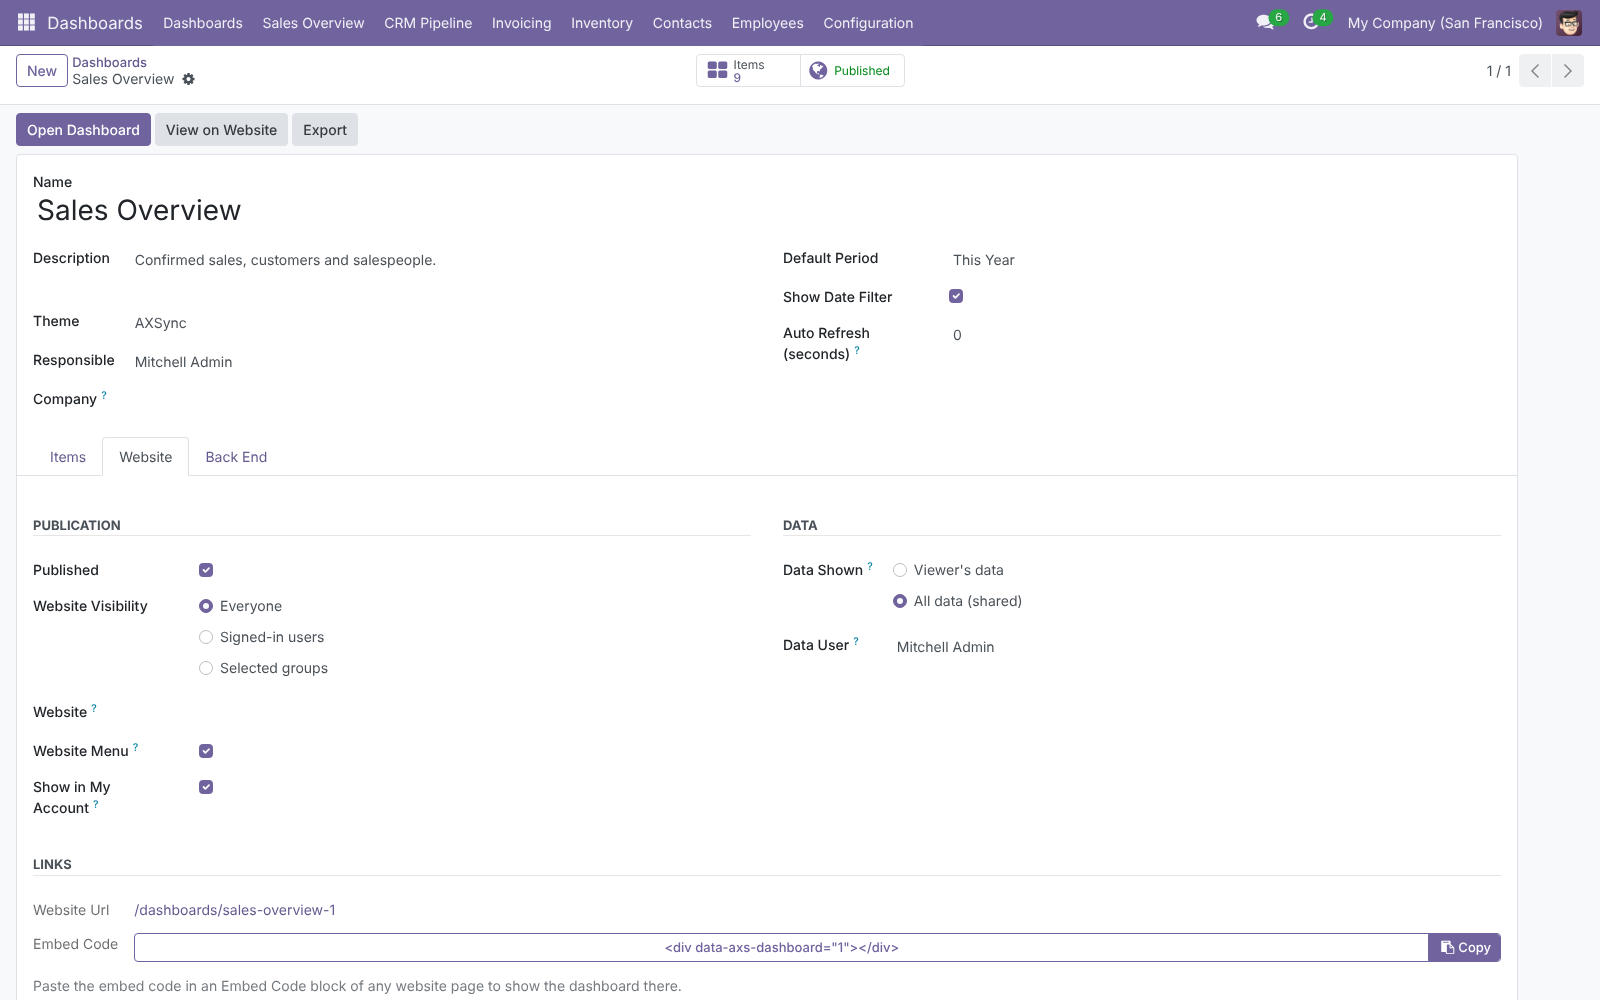 Dashboards Dashboards Sales Overview CRM Pipeline Invoicing Inventory Contacts Employees Configuration 6 4 My Company (San Francisco)
New Dashboards
Sales Overview
Items
9
Published
1 / 1
Open Dashboard View on Website Export
Name
Sales Overview
Description Confirmed sales, customers and salespeople.
Theme AXSync
Responsible Mitchell Admin
Company ?
Default Period This Year
Show Date Filter
Auto Refresh
(seconds) ? 0
Items Website Back End
PUBLICATION
Published
Website Visibility Everyone
Signed-in users
Selected groups
Website ?
Website Menu ?
Show in My
Account ?
DATA
Data Shown ? Viewer's data
All data (shared)
Data User ? Mitchell Admin
LINKS
Website Url /dashboards/sales-overview-1
Embed Code <div data-axs-dashboard="1"></div> Copy
Paste the embed code in an Embed Code block of any website page to show the dashboard there.